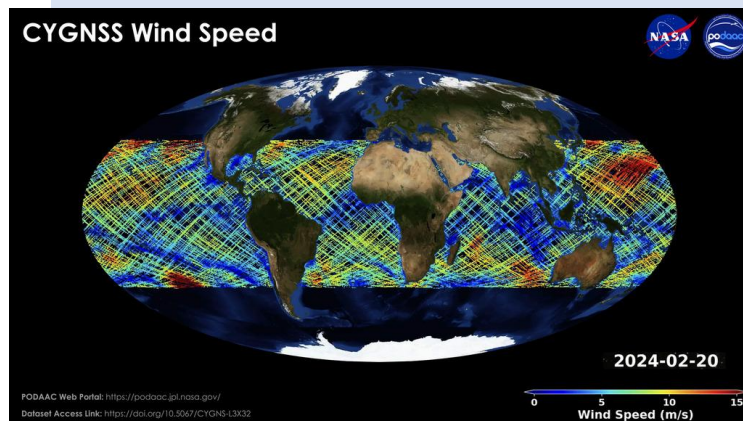 CYGNSS Wind Speed
NASA
podaac
2024-02-20
PODAAC Web Portal: https://podaac.jpl.nasa.gov/
Dataset Access Link: https://doi.org/10.5067/CYGNS-L3X32
0 5 10 15
Wind Speed (m/s)